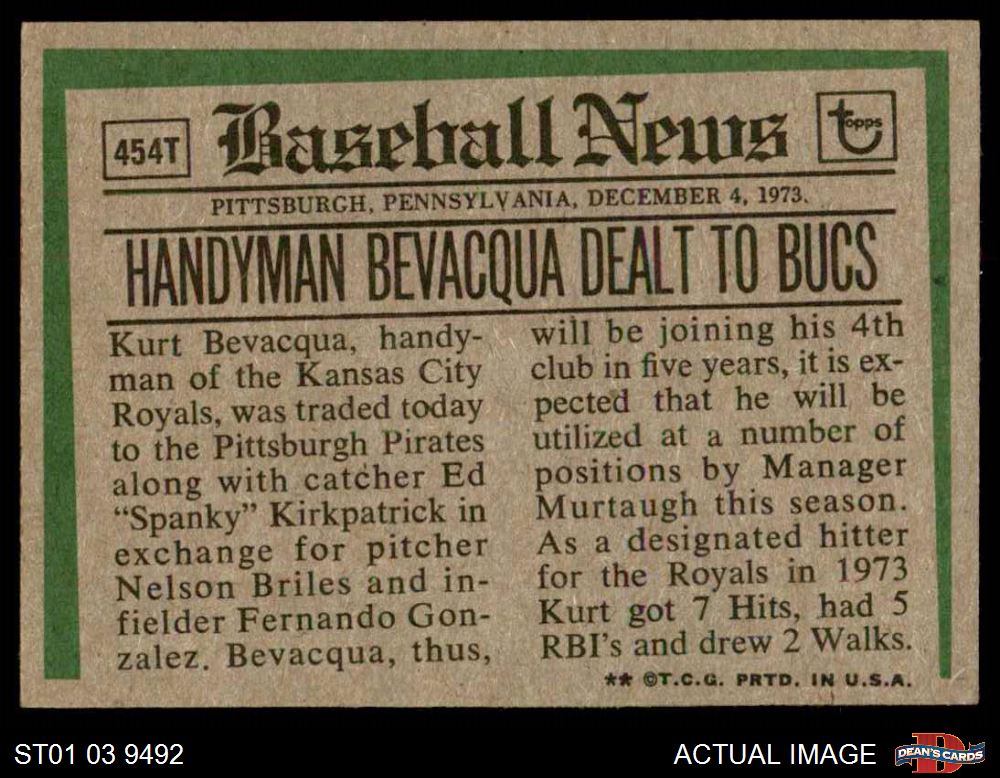 454T
Baseball News
topps
PITTSBURGH, PENNSYLVANIA, DECEMBER 4, 1973.
HANDYMAN BEVACQUA DEALT TO BUCS
Kurt Bevacqua, handy-
man of the Kansas City
Royals, was traded today
to the Pittsburgh Pirates
along with catcher Ed
“Spanky” Kirkpatrick in
exchange for pitcher
Nelson Briles and in-
fielder Fernando Gon-
zalez. Bevacqua, thus,
will be joining his 4th
club in five years, it is ex-
pected that he will be
utilized at a number of
positions by Manager
Murtaugh this season.
As a designated hitter
for the Royals in 1973
Kurt got 7 Hits, had 5
RBI's and drew 2 Walks.
** ©T.C.G. PRTD. IN U.S.A.
ST01 03 9492
ACTUAL IMAGE
DEAN'S CARDS